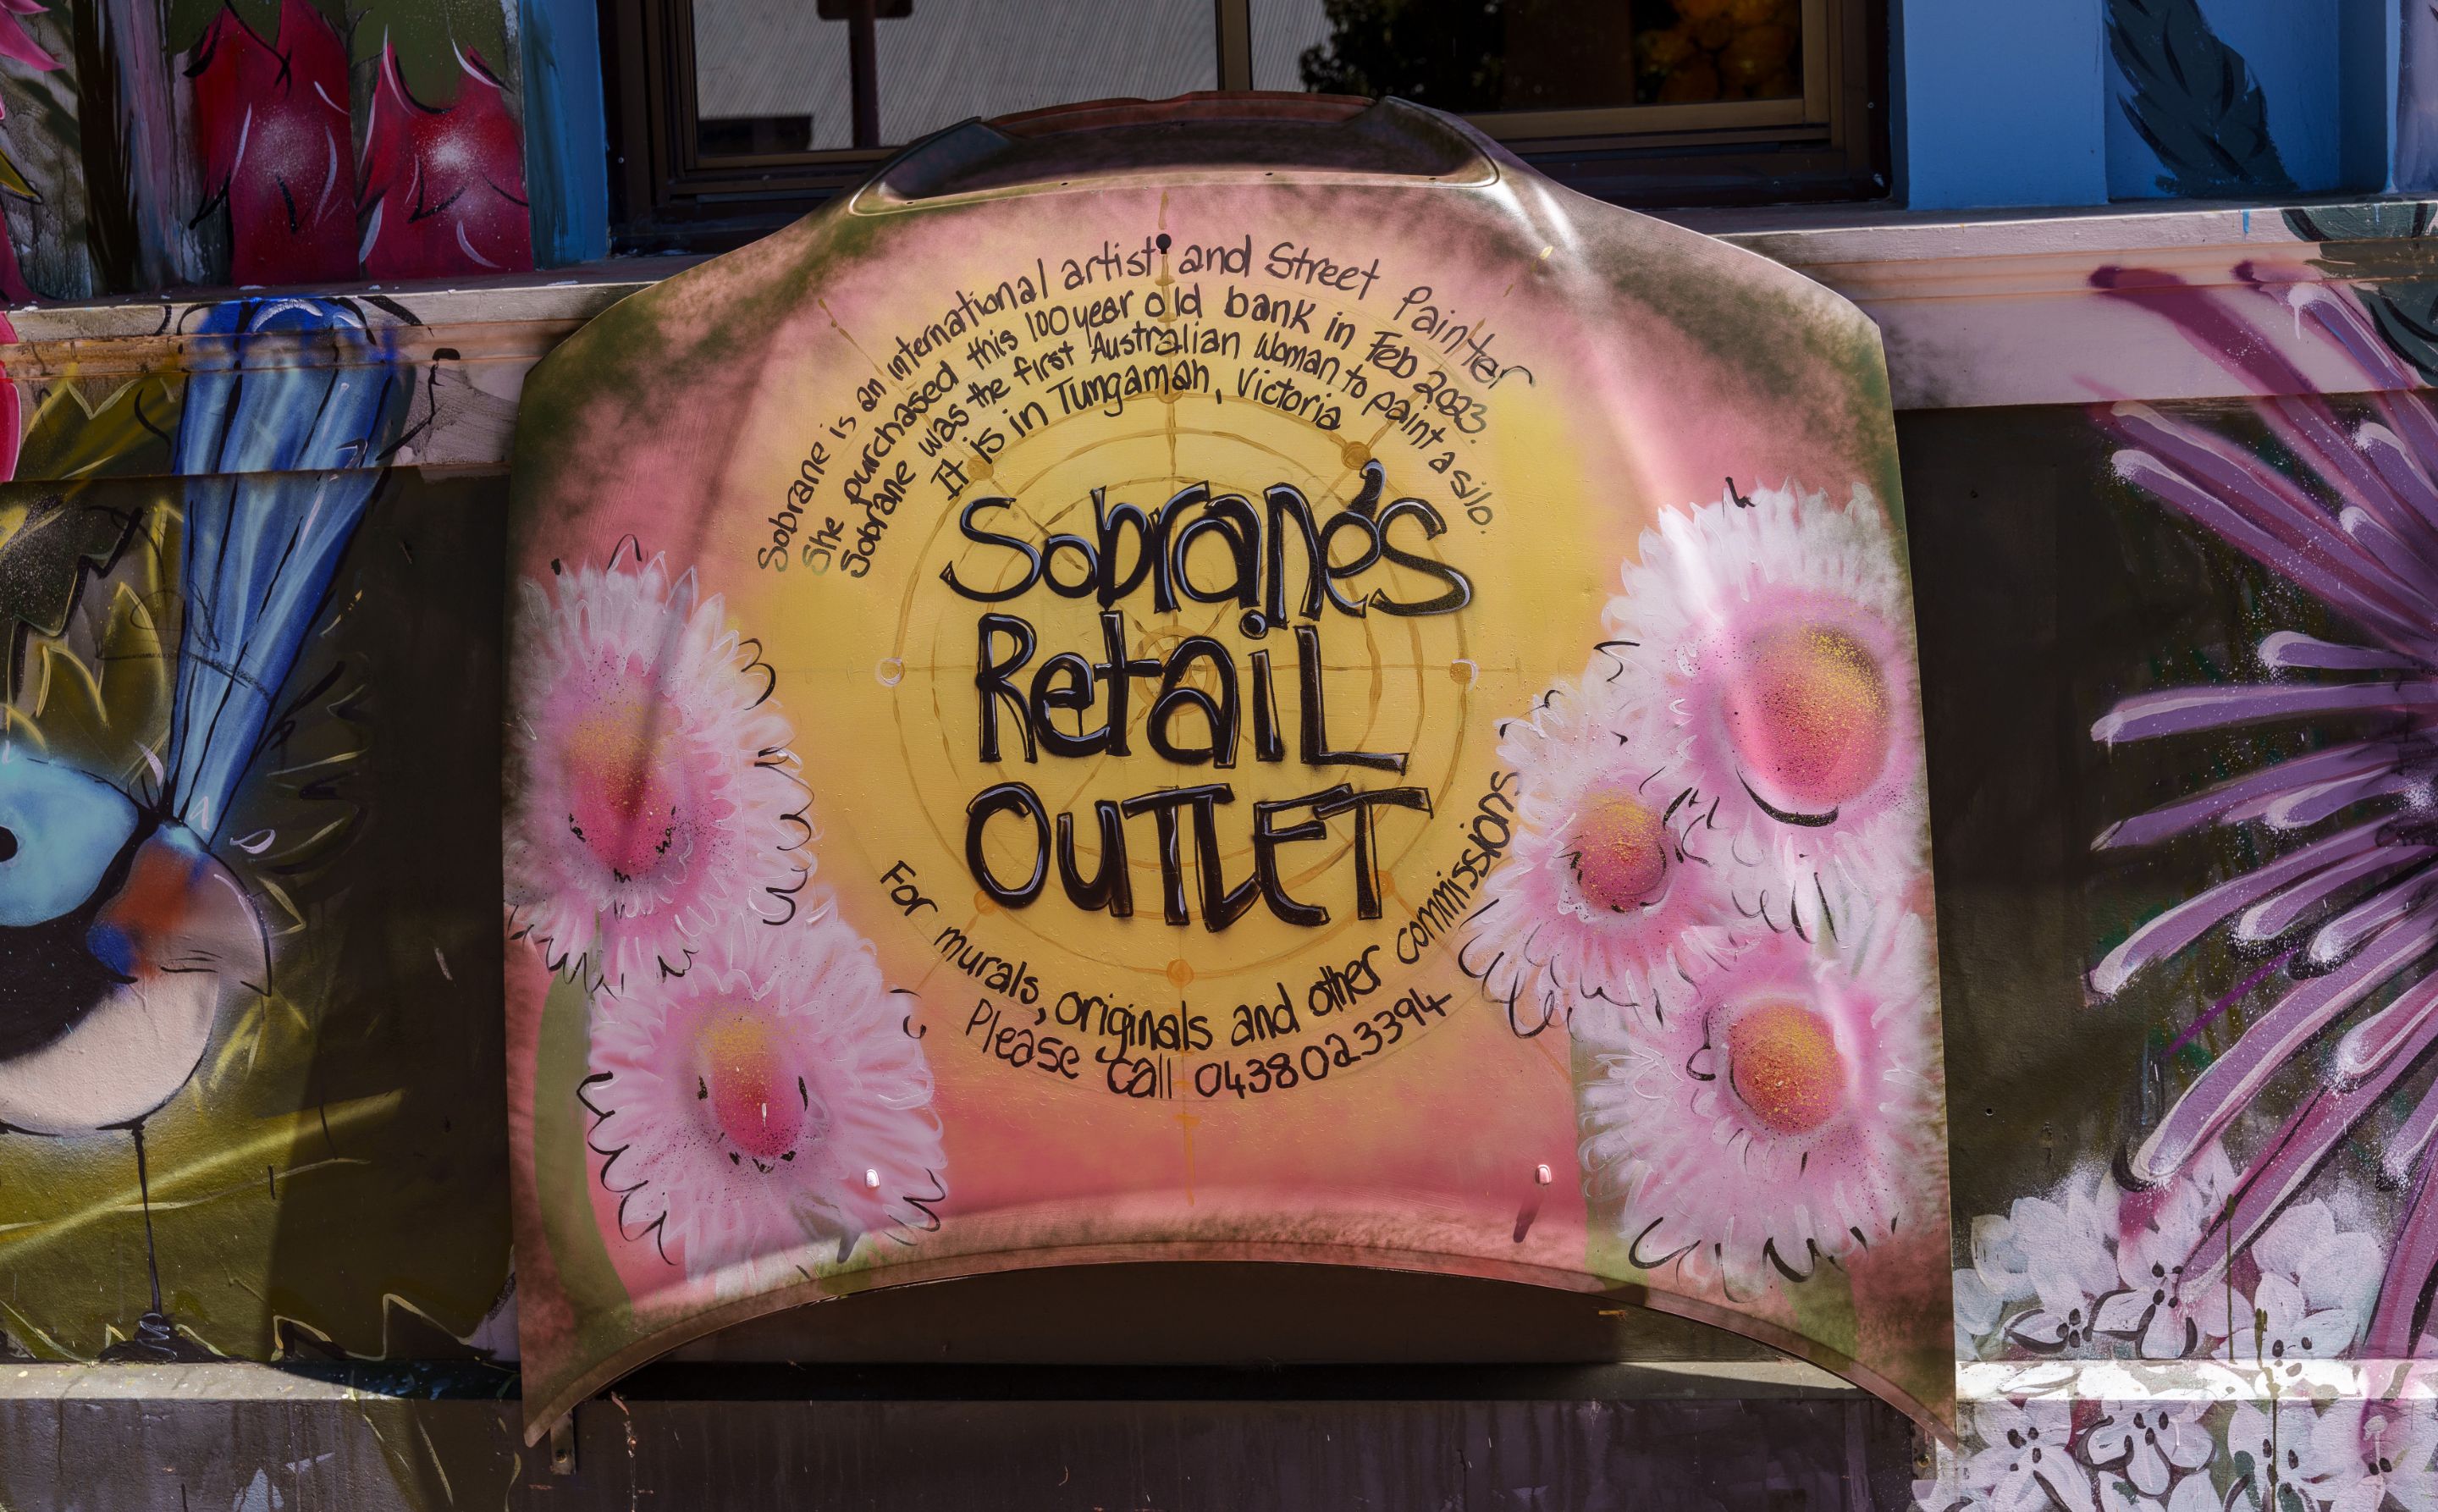 Sobrane is an international artist and Street Painter
She purchased this 100 year old bank in Feb 2023.
Sobrane was the first Australian Woman to paint a silo.
It is in Tungamah, Victoria
Sobrane's
Retail
OUTLET
For murals, originals and other commissions
Please call 0438023394